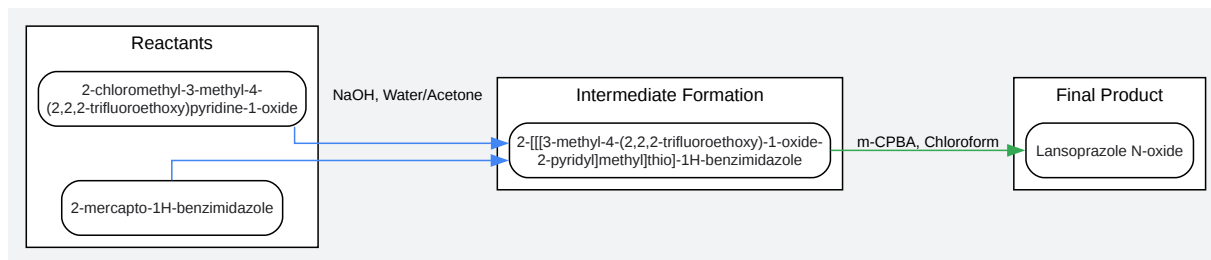 Reactants
2-chloromethyl-3-methyl-4-
(2,2,2-trifluoroethoxy)pyridine-1-oxide
2-mercapto-1H-benzimidazole
NaOH, Water/Acetone
Intermediate Formation
2-[[[3-methyl-4-(2,2,2-trifluoroethoxy)-1-oxide-
2-pyridyl]methyl]thio]-1H-benzimidazole
m-CPBA, Chloroform
Final Product
Lansoprazole N-oxide